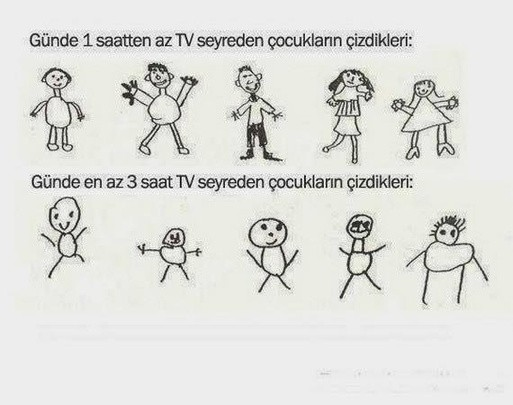 Günde 1 saatten az TV seyreden çocukların çizdikleri:
Günde en az 3 saat TV seyreden çocukların çizdikleri: